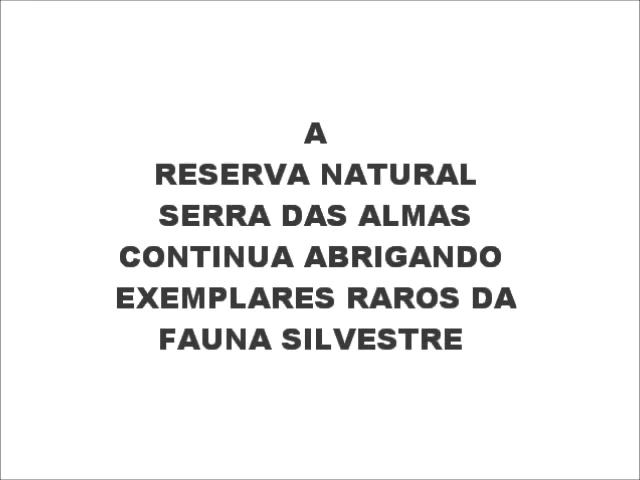 A
RESERVA NATURAL
SERRA DAS ALMAS
CONTINUA ABRIGANDO
EXEMPLARES RAROS DA
FAUNA SILVESTRE